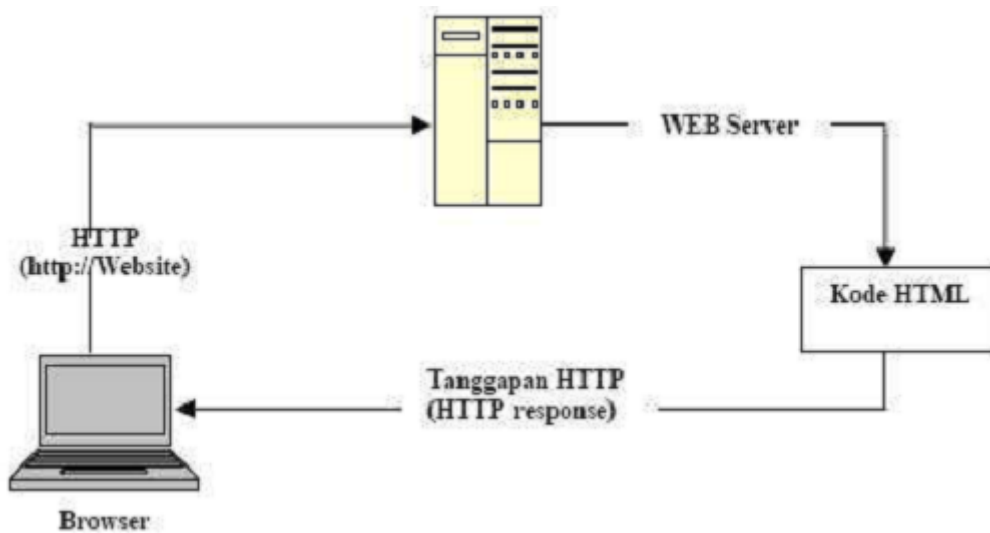 WEB Server
HTTP
(http://Website)
Kode HTML
Tanggapan HTTP
(HTTP response)
Browser